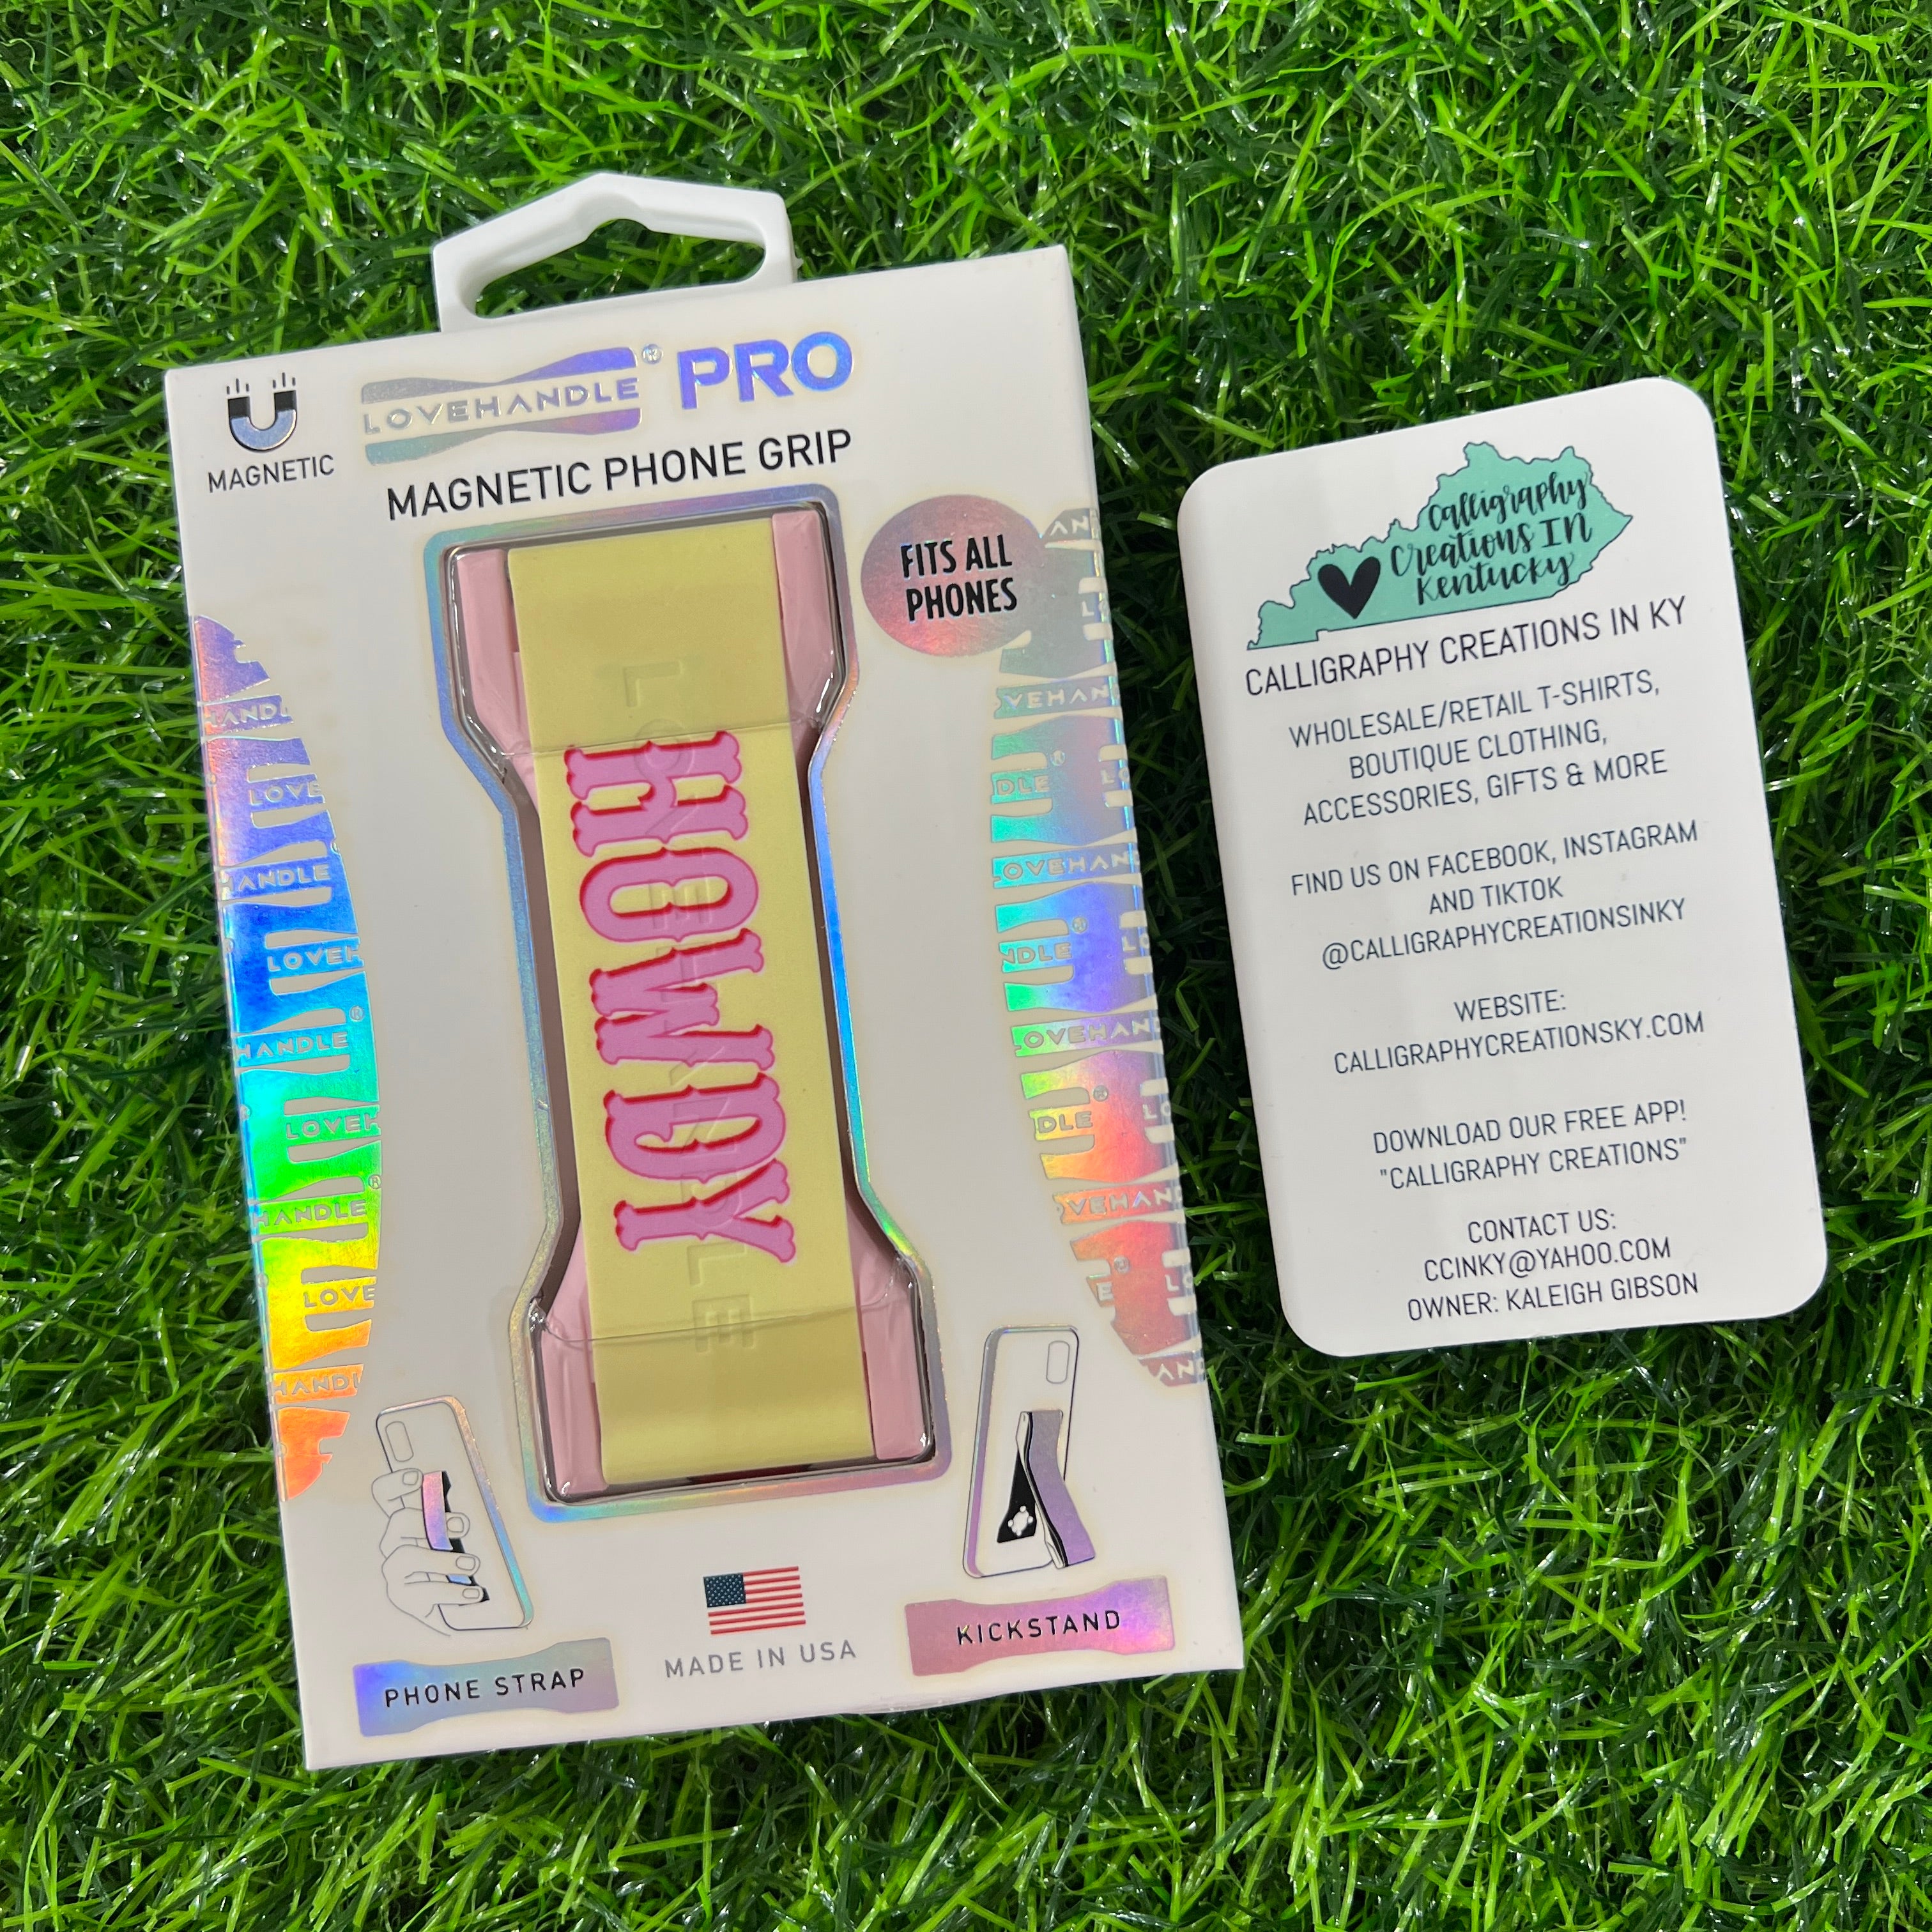 MAGNETIC
LOVEHANDLE® PRO
MAGNETIC PHONE GRIP
FITS ALL
PHONES
HOWDY
LOVEHANDLE
PHONE STRAP
MADE IN USA
KICKSTAND
Calligraphy
Creations IN
Kentucky
CALLIGRAPHY CREATIONS IN KY
WHOLESALE/RETAIL T-SHIRTS,
BOUTIQUE CLOTHING,
ACCESSORIES, GIFTS & MORE
FIND US ON FACEBOOK, INSTAGRAM
AND TIKTOK
@CALLIGRAPHYCREATIONSINKY
WEBSITE:
CALLIGRAPHYCREATIONSKY.COM
DOWNLOAD OUR FREE APP!
"CALLIGRAPHY CREATIONS"
CONTACT US:
CCINKY@YAHOO.COM
OWNER: KALEIGH GIBSON